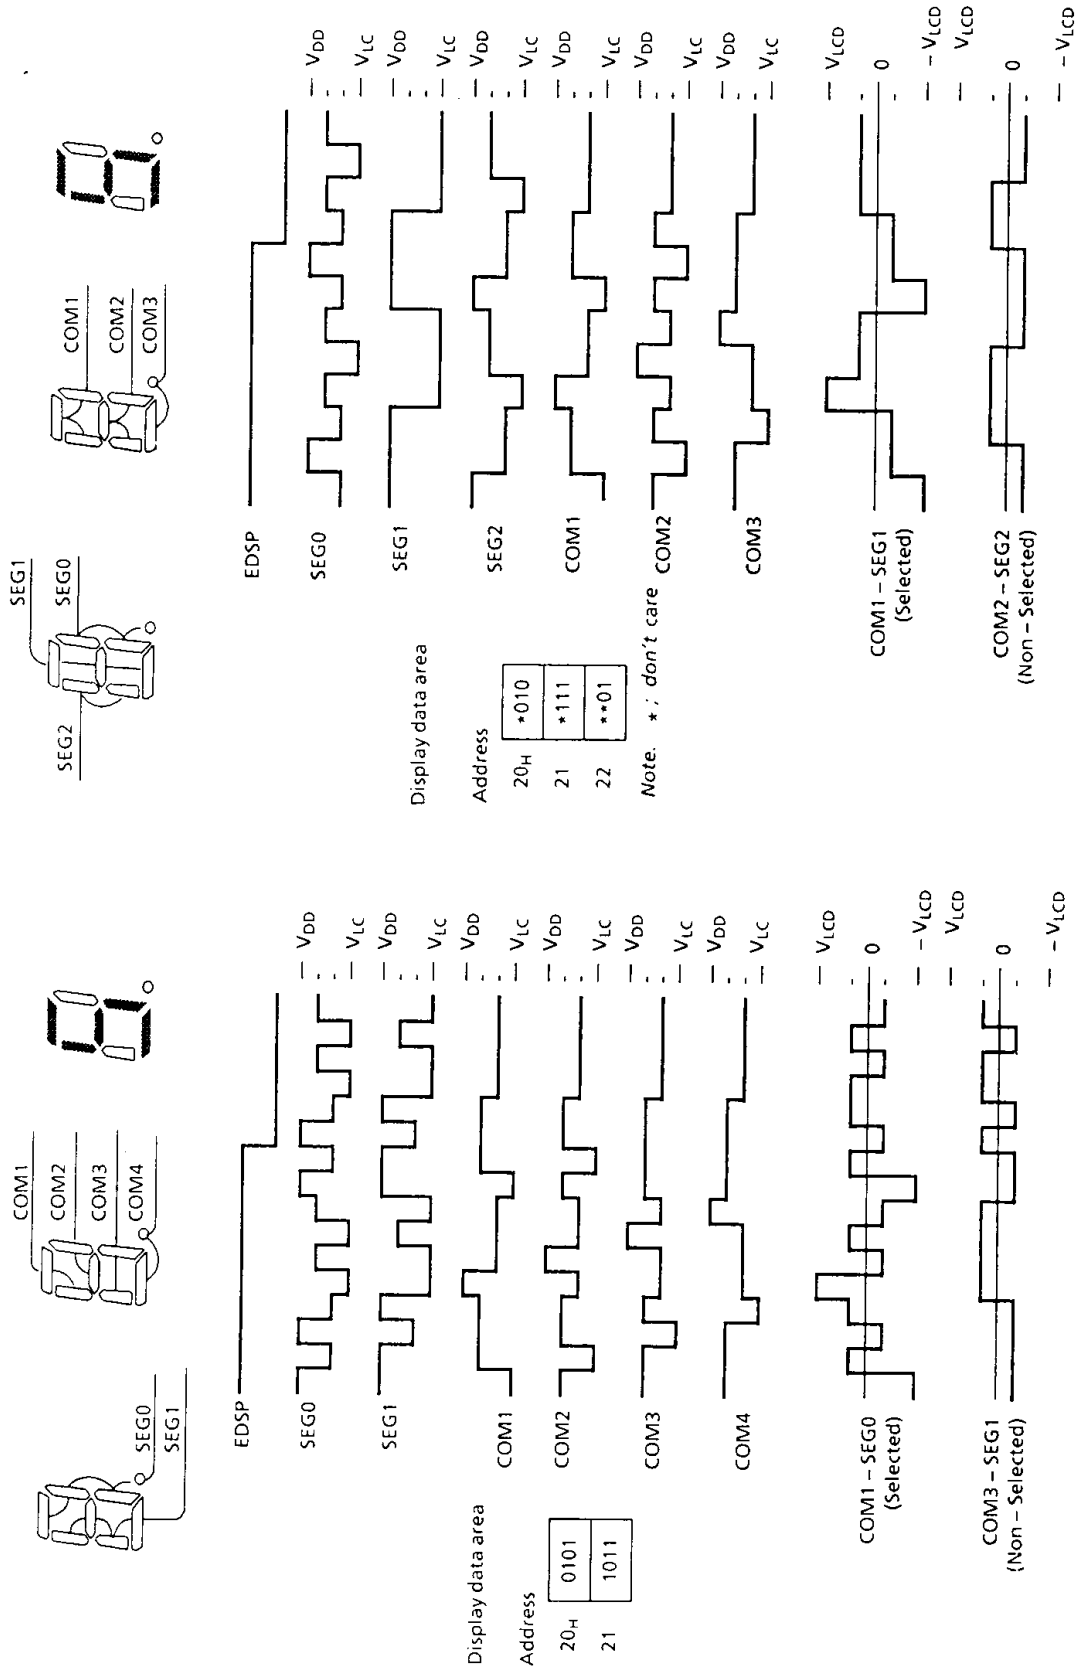 SEG0
SEG1
COM1
COM2
COM3
COM4
EDSP
SEG0
VDD
VLC
SEG1
VDD
VLC
COM1
VDD
VLC
COM2
VDD
VLC
COM3
VDD
VLC
COM4
VDD
VLC
Display data area
Address
20H 0101
21 1011
COM1 – SEG0
(Selected)
VLCD
0
– VLCD
COM3 – SEG1
(Non – Selected)
VLCD
0
– VLCD
SEG2
SEG1
SEG0
COM1
COM2
COM3
EDSP
SEG0
VDD
VLC
SEG1
VDD
VLC
SEG2
VDD
VLC
COM1
VDD
VLC
COM2
VDD
VLC
COM3
VDD
VLC
Display data area
Address
20H *010
21 *111
22 **01
Note. * ; don't care
COM1 – SEG1
(Selected)
VLCD
0
– VLCD
COM2 – SEG2
(Non – Selected)
VLCD
0
– VLCD